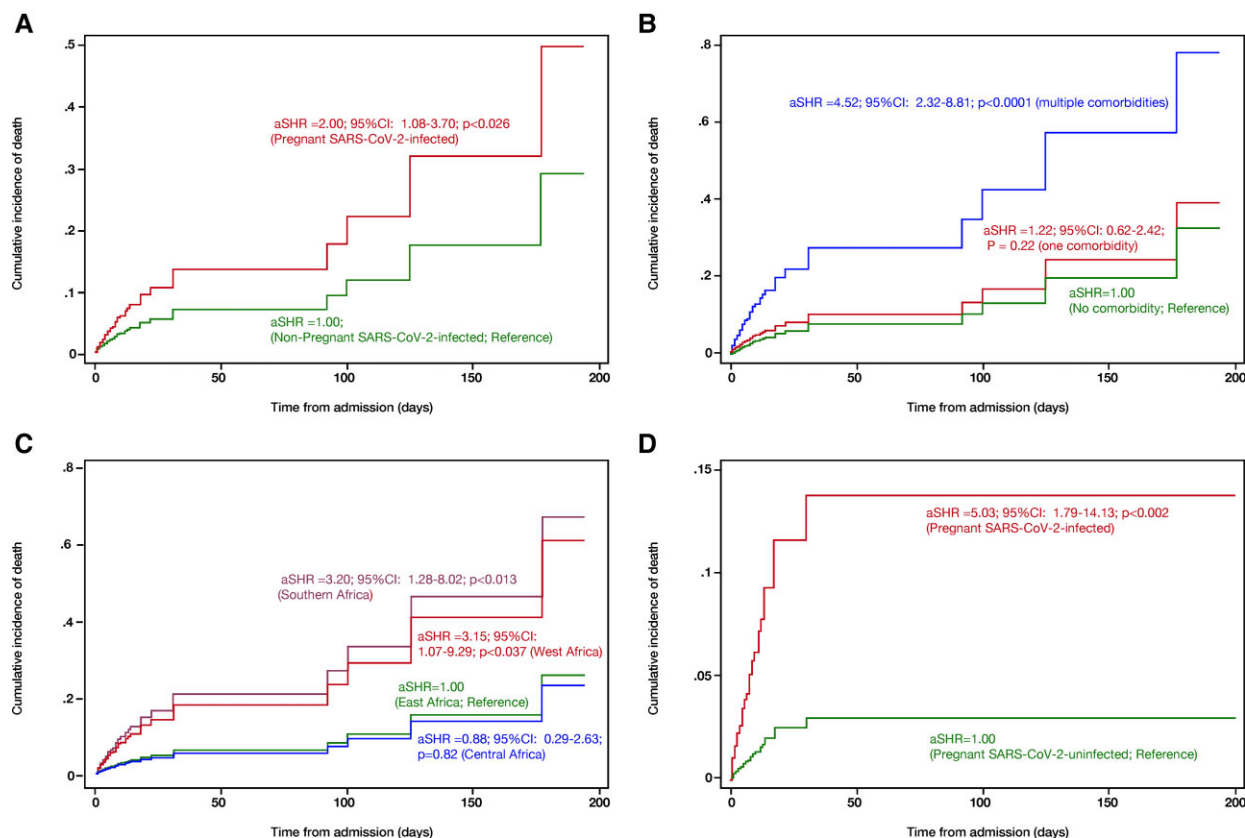 A
Cumulative incidence of death
.5
.4
.3
.2
.1
0
aSHR =2.00; 95%CI: 1.08-3.70; p<0.026
(Pregnant SARS-CoV-2-infected)
aSHR =1.00;
(Non-Pregnant SARS-CoV-2-infected; Reference)
0 50 100 150 200
Time from admission (days)
B
Cumulative incidence of death
.8
.6
.4
.2
0
aSHR =4.52; 95%CI: 2.32-8.81; p<0.0001 (multiple comorbidities)
aSHR =1.22; 95%CI: 0.62-2.42;
P = 0.22 (one comorbidity)
aSHR=1.00
(No comorbidity; Reference)
0 50 100 150 200
Time from admission (days)
C
Cumulative incidence of death
.8
.6
.4
.2
0
aSHR =3.20; 95%CI: 1.28-8.02; p<0.013
(Southern Africa)
aSHR =3.15; 95%CI:
1.07-9.29; p<0.037 (West Africa)
aSHR=1.00
(East Africa; Reference)
aSHR =0.88; 95%CI: 0.29-2.63;
p=0.82 (Central Africa)
0 50 100 150 200
Time from admission (days)
D
Cumulative incidence of death
.15
.1
.05
0
aSHR =5.03; 95%CI: 1.79-14.13; p<0.002
(Pregnant SARS-CoV-2-infected)
aSHR=1.00
(Pregnant SARS-CoV-2-uninfected; Reference)
0 50 100 150 200
Time from admission (days)